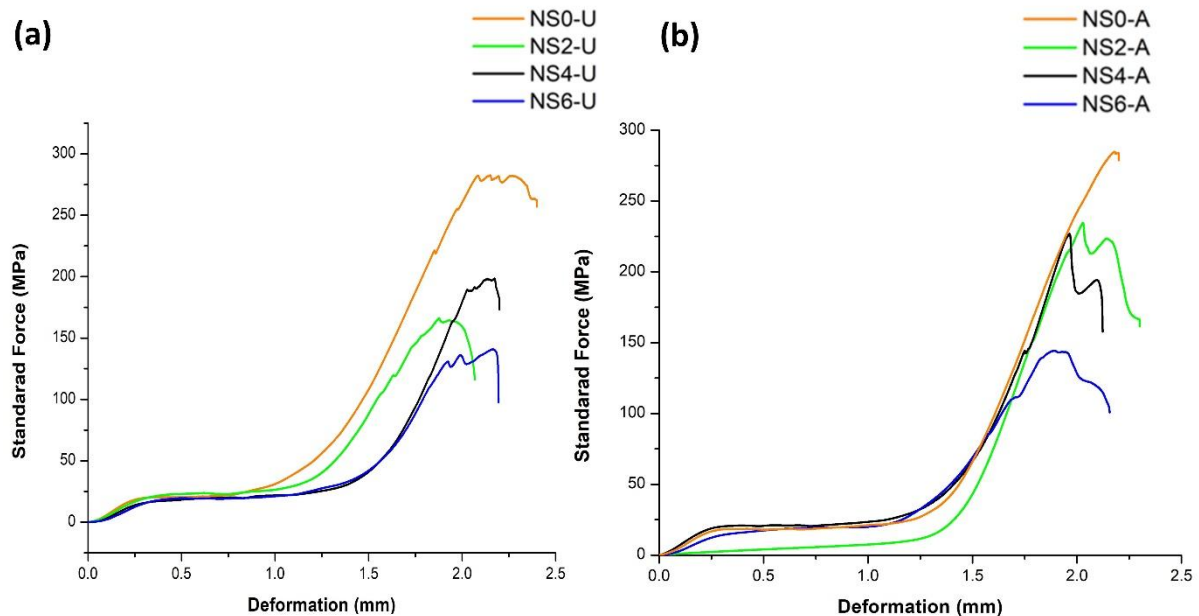 (a)
NS0-U
NS2-U
NS4-U
NS6-U
300
250
200
150
100
50
0
Standarad Force (MPa)
0.0 0.5 1.0 1.5 2.0 2.5
Deformation (mm)
(b)
NS0-A
NS2-A
NS4-A
NS6-A
300
250
200
150
100
50
0
Standarad Force (MPa)
0.0 0.5 1.0 1.5 2.0 2.5
Deformation (mm)